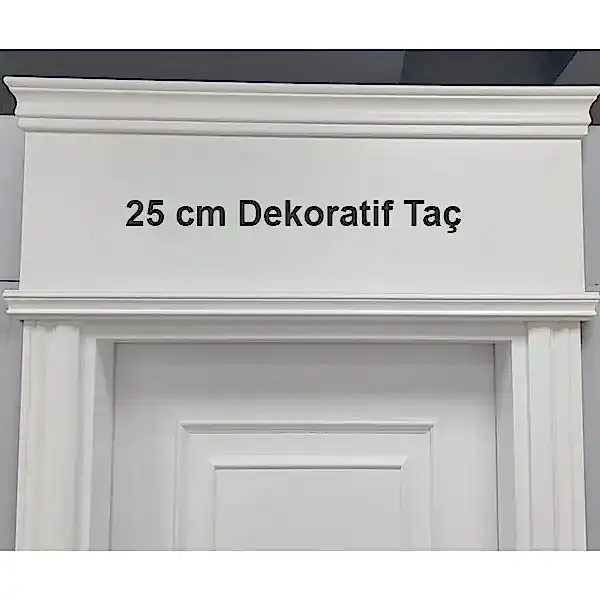 25 cm Dekoratif Taç